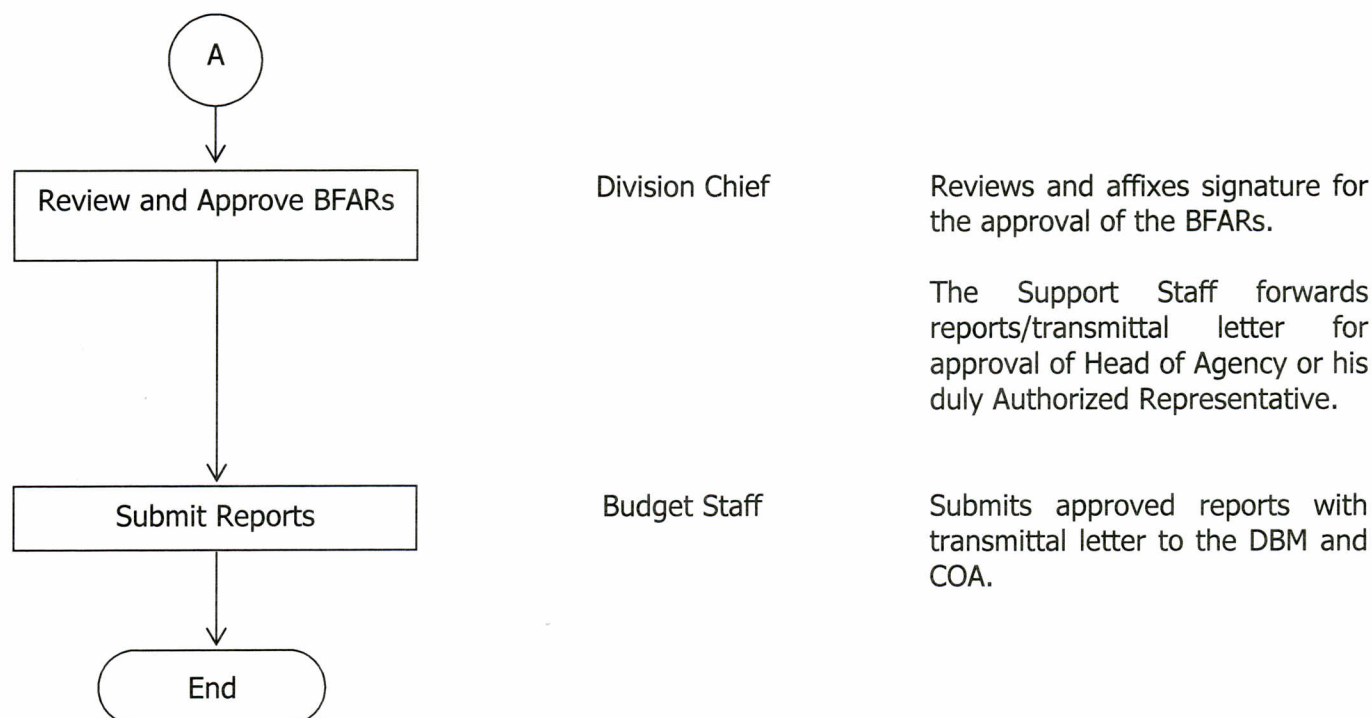 A
Review and Approve BFARs
Division Chief
Reviews and affixes signature for
the approval of the BFARs.
The Support Staff forwards
reports/transmittal letter for
approval of Head of Agency or his
duly Authorized Representative.
Submit Reports
Budget Staff
Submits approved reports with
transmittal letter to the DBM and
COA.
End